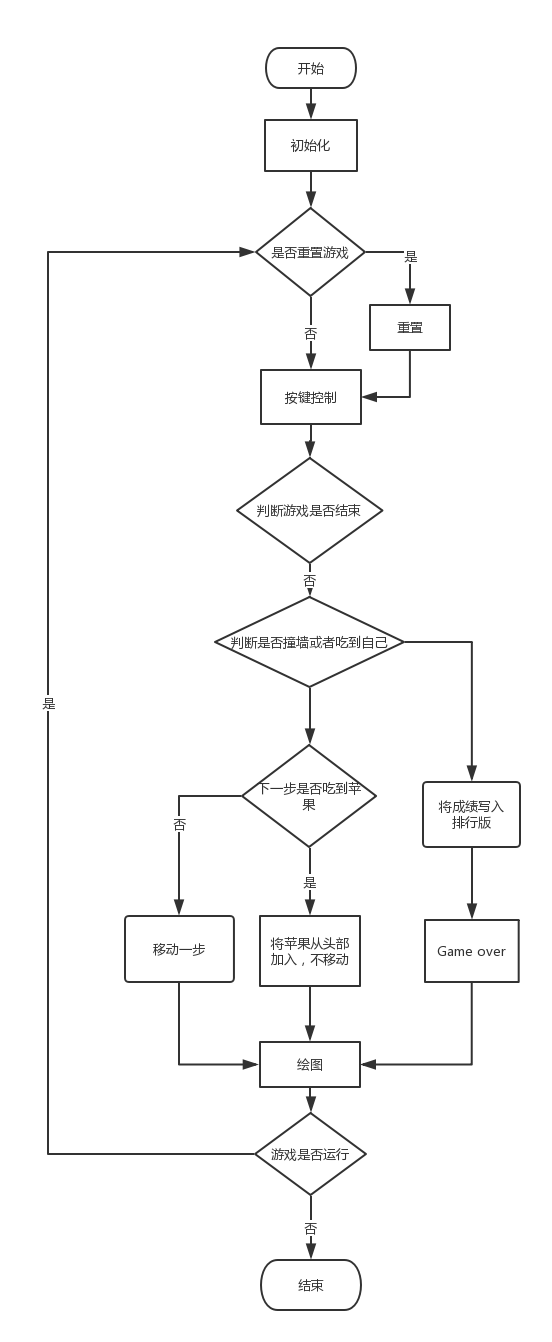 开始
初始化
是否重置游戏
是
重置
否
按键控制
判断游戏是否结束
否
判断是否撞墙或者吃到自己
是
下一步是否吃到苹
果
将成绩写入
排行版
否
是
移动一步
将苹果从头部
加入，不移动
Game over
绘图
游戏是否运行
否
结束